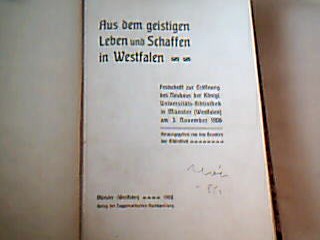 Aus dem geistigen
Leben und Schaffen
in Westfalen
Festschrift zur Eröffnung
des Neubaus der Königl.
Universitäts-Bibliothek
in Münster (Westfalen)
am 3. November 1906
Herausgegeben von den Beamten
der Bibliothek
Münster (Westfalen) 1906
Verlag der Coppenrathschen Buchhandlung